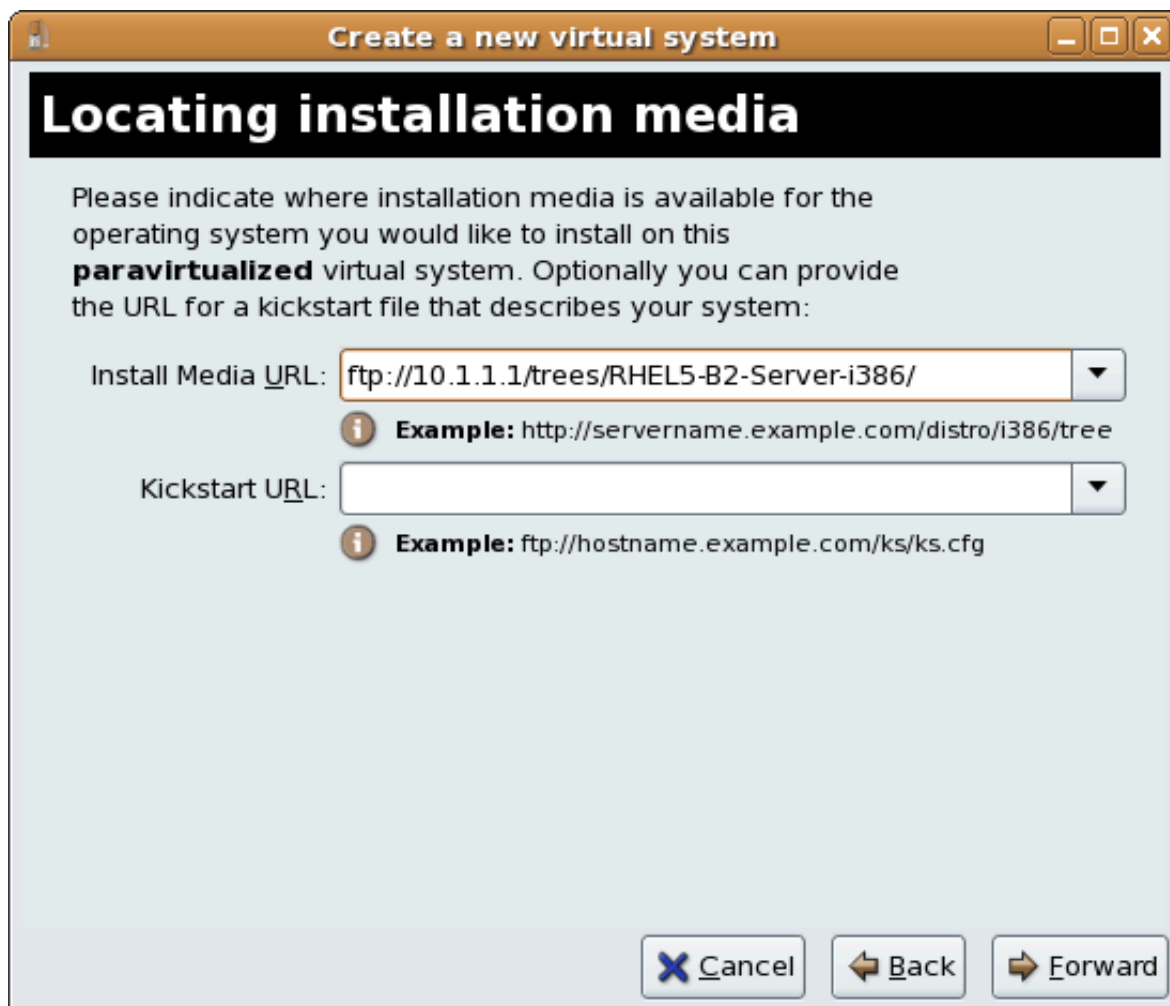 Create a new virtual system
Locating installation media
Please indicate where installation media is available for the
operating system you would like to install on this
paravirtualized virtual system. Optionally you can provide
the URL for a kickstart file that describes your system:
Install Media URL: ftp://10.1.1.1/trees/RHEL5-B2-Server-i386/
Example: http://servername.example.com/distro/i386/tree
Kickstart URL:
Example: ftp://hostname.example.com/ks/ks.cfg
Cancel Back Forward